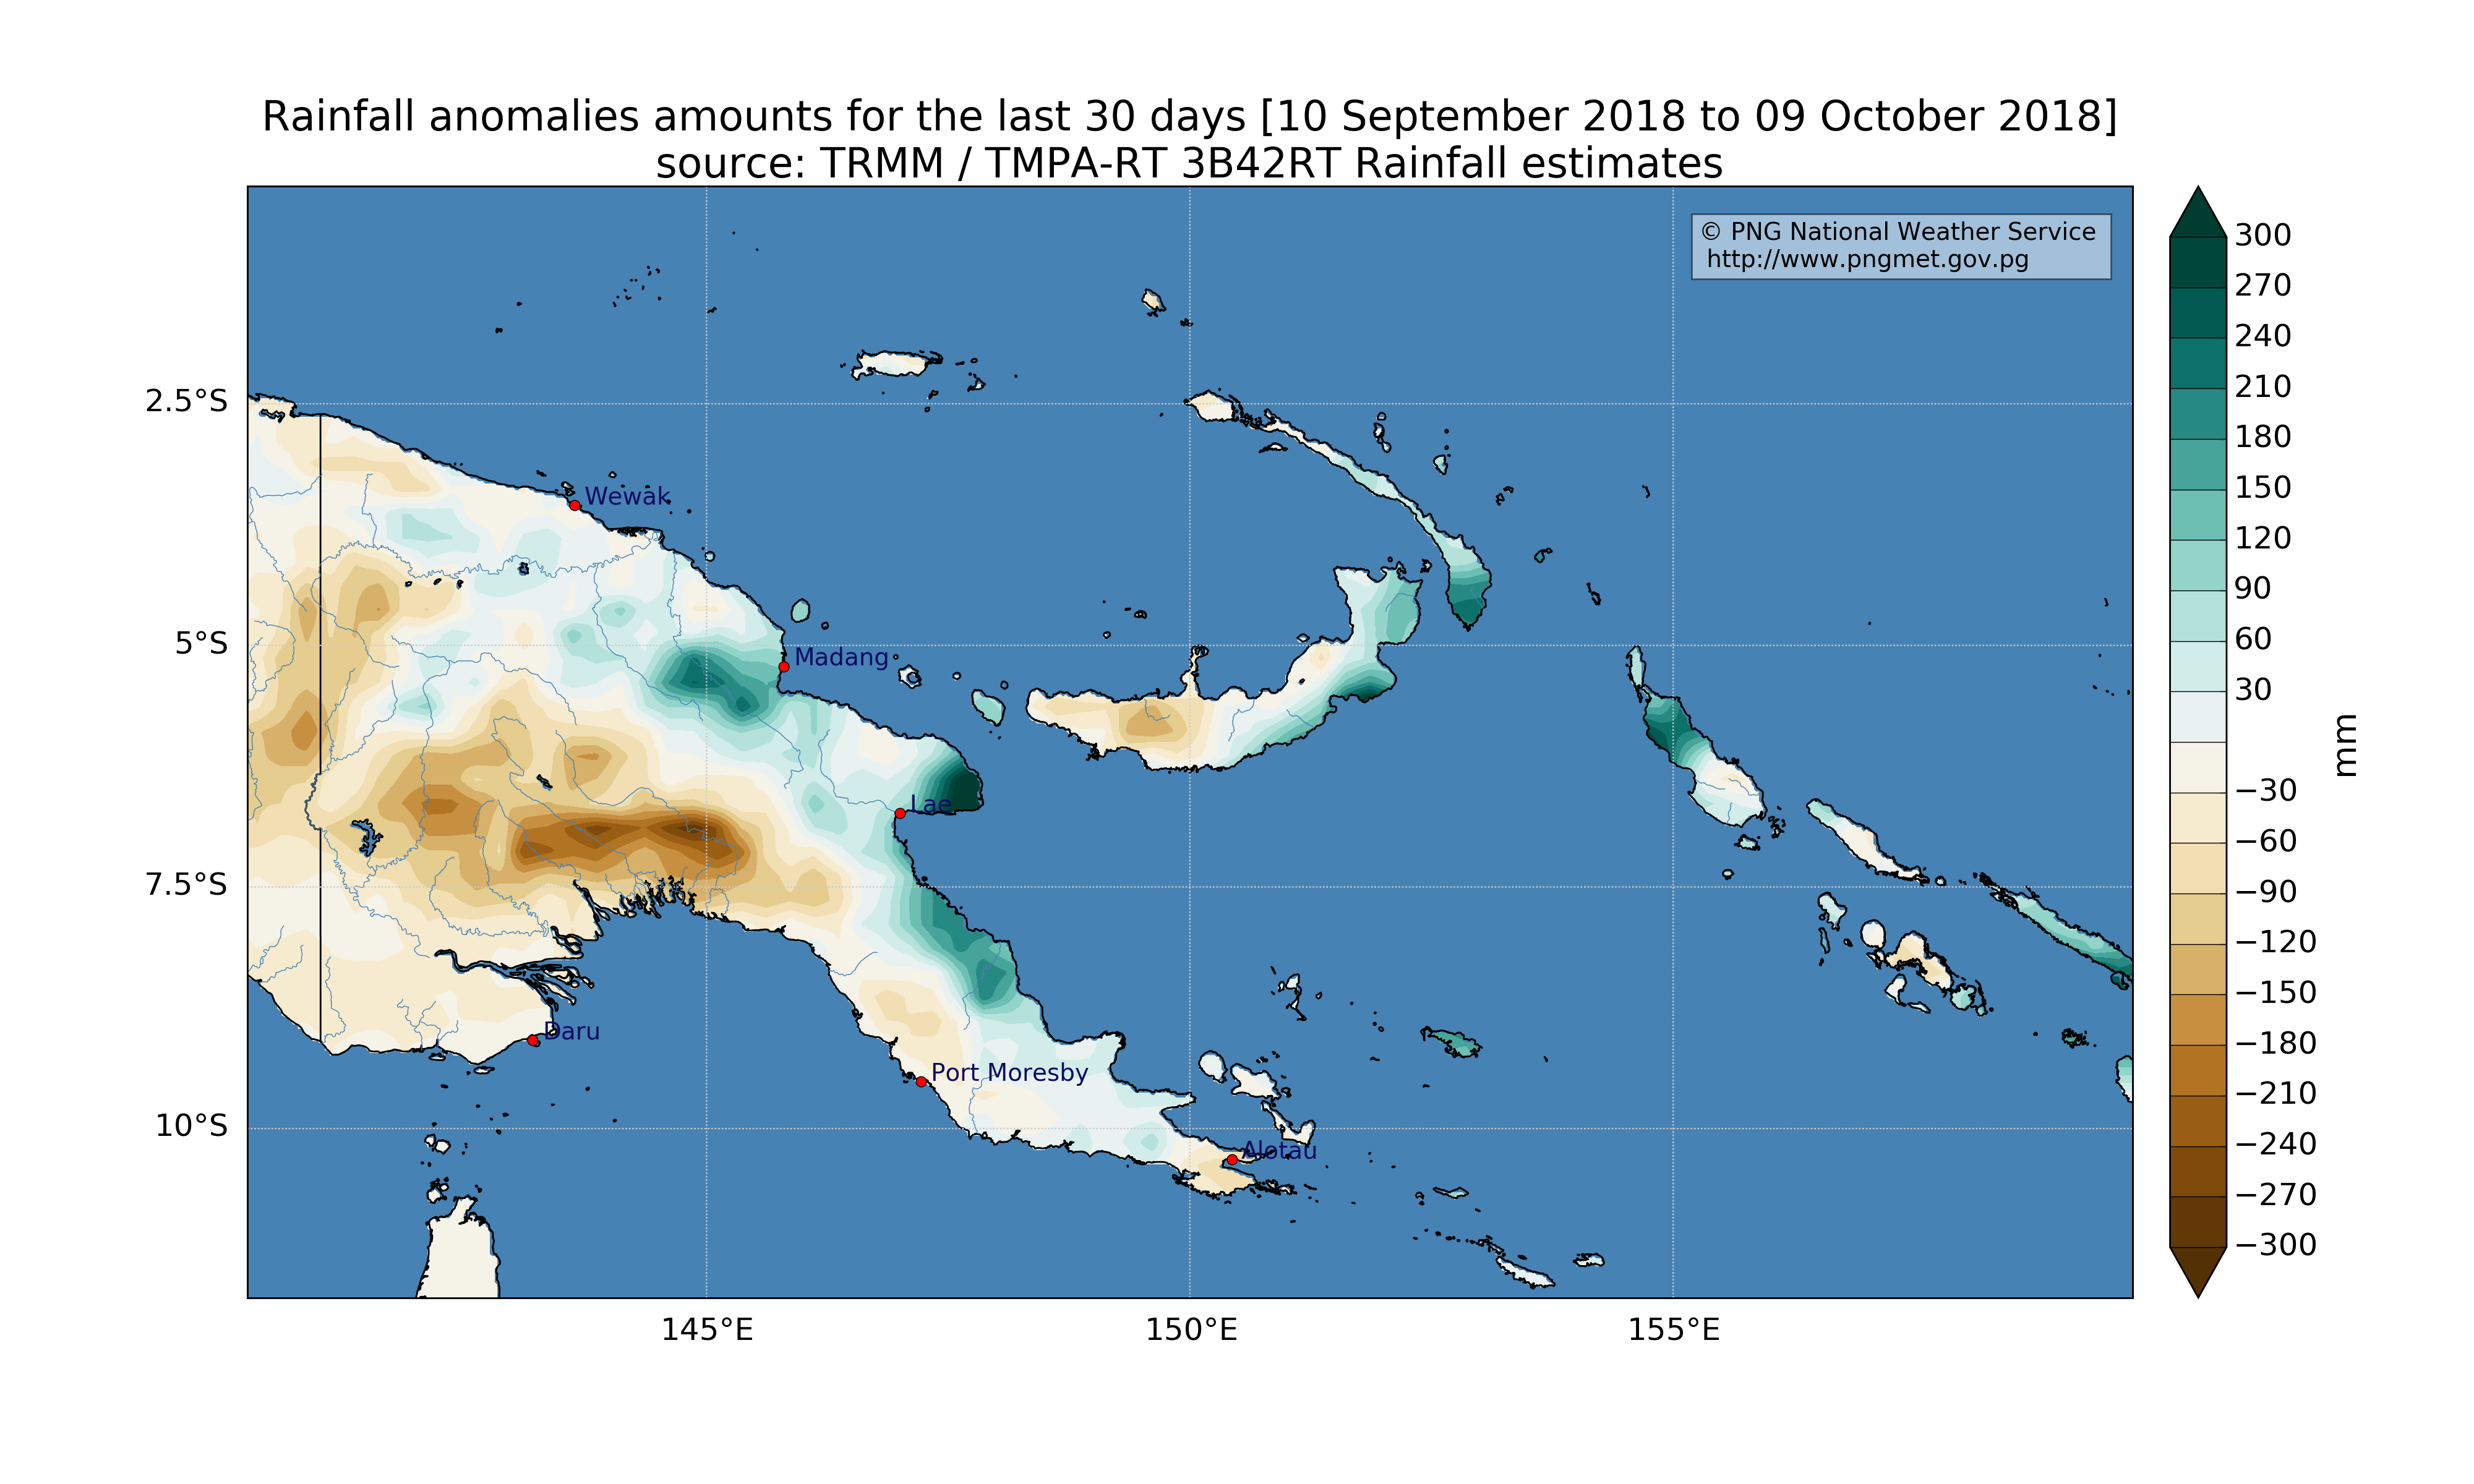 Rainfall anomalies amounts for the last 30 days [10 September 2018 to 09 October 2018]
source: TRMM / TMPA-RT 3B42RT Rainfall estimates
© PNG National Weather Service
http://www.pngmet.gov.pg
2.5°S
5°S
7.5°S
10°S
145°E
150°E
155°E
Wewak
Madang
Lae
Daru
Port Moresby
Alotau
300
270
240
210
180
150
120
90
60
30
−30
−60
−90
−120
−150
−180
−210
−240
−270
−300
mm